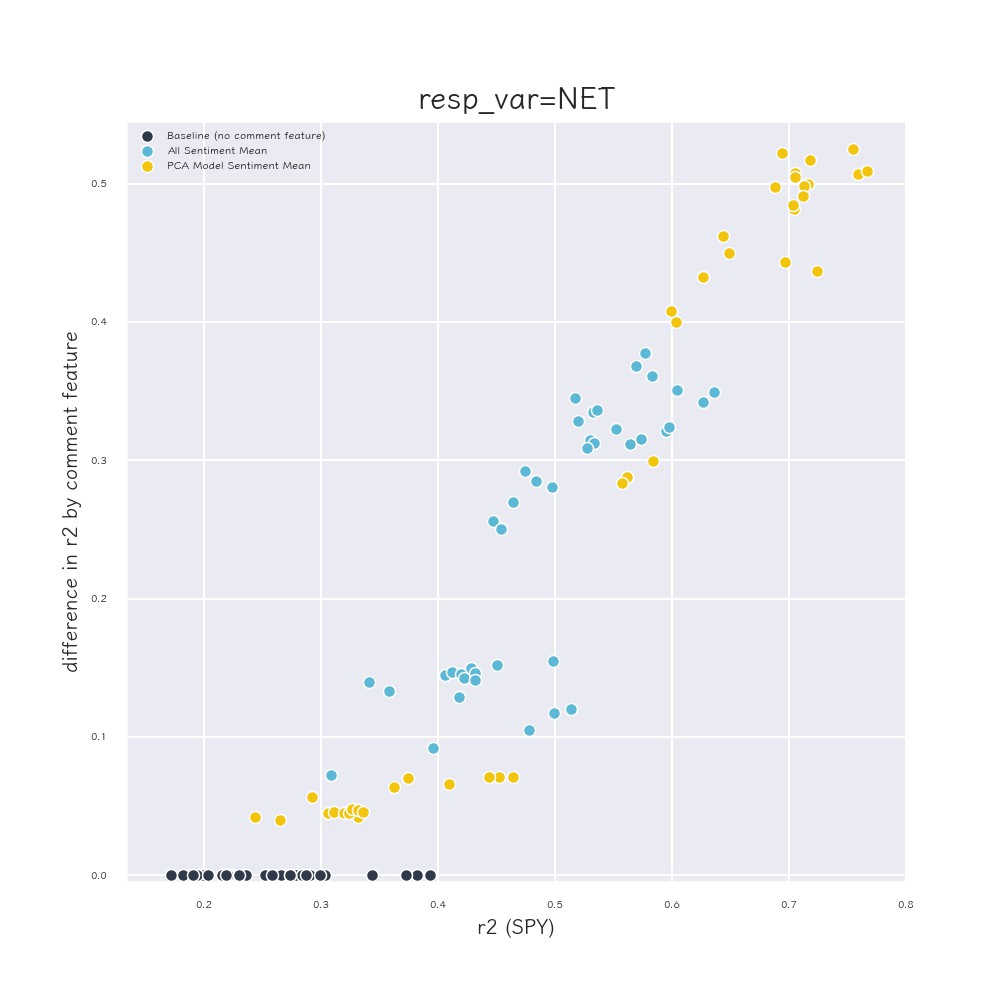 resp_var=NET
Baseline (no comment feature)
All Sentiment Mean
PCA Model Sentiment Mean
difference in r2 by comment feature
0.5
0.4
0.3
0.2
0.1
0.0
0.2 0.3 0.4 0.5 0.6 0.7 0.8
r2 (SPY)